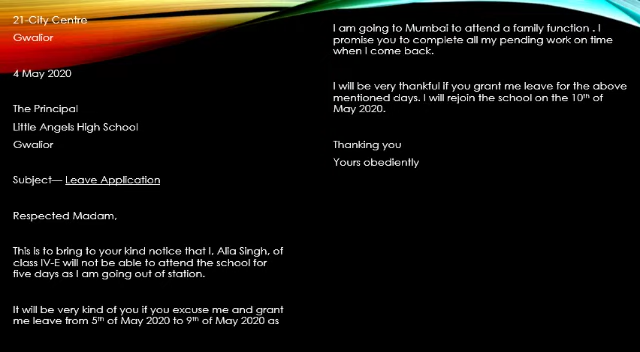 21-City Centre
Gwalior
4 May 2020
The Principal
Little Angels High School
Gwalior
Subject— Leave Application
Respected Madam,
This is to bring to your kind notice that I, Alia Singh, of
class IV-E will not be able to attend the school for
five days as I am going out of station.
It will be very kind of you if you excuse me and grant
me leave from 5th of May 2020 to 9th of May 2020 as
I am going to Mumbai to attend a family function . I
promise you to complete all my pending work on time
when I come back.
I will be very thankful if you grant me leave for the above
mentioned days. I will rejoin the school on the 10th of
May 2020.
Thanking you
Yours obediently